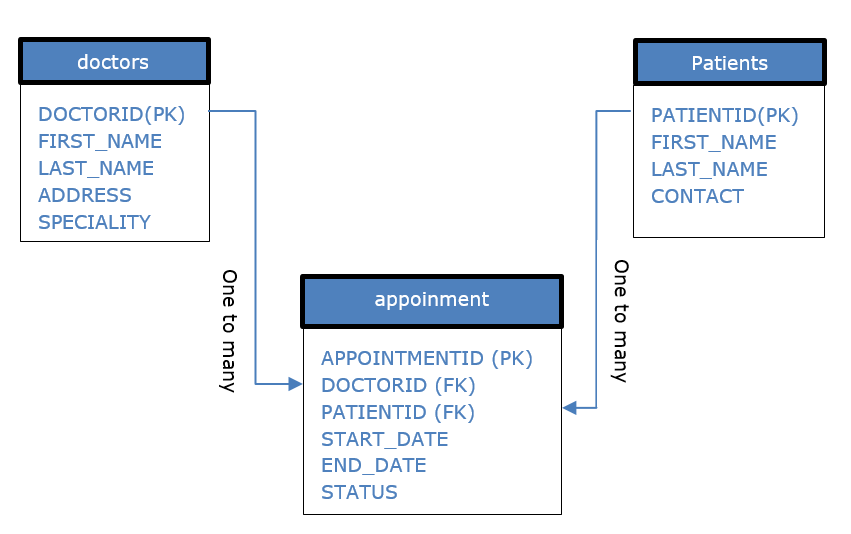 doctors
DOCTORID(PK)
FIRST_NAME
LAST_NAME
ADDRESS
SPECIALITY
Patients
PATIENTID(PK)
FIRST_NAME
LAST_NAME
CONTACT
One to many
One to many
appoinment
APPOINTMENTID (PK)
DOCTORID (FK)
PATIENTID (FK)
START_DATE
END_DATE
STATUS